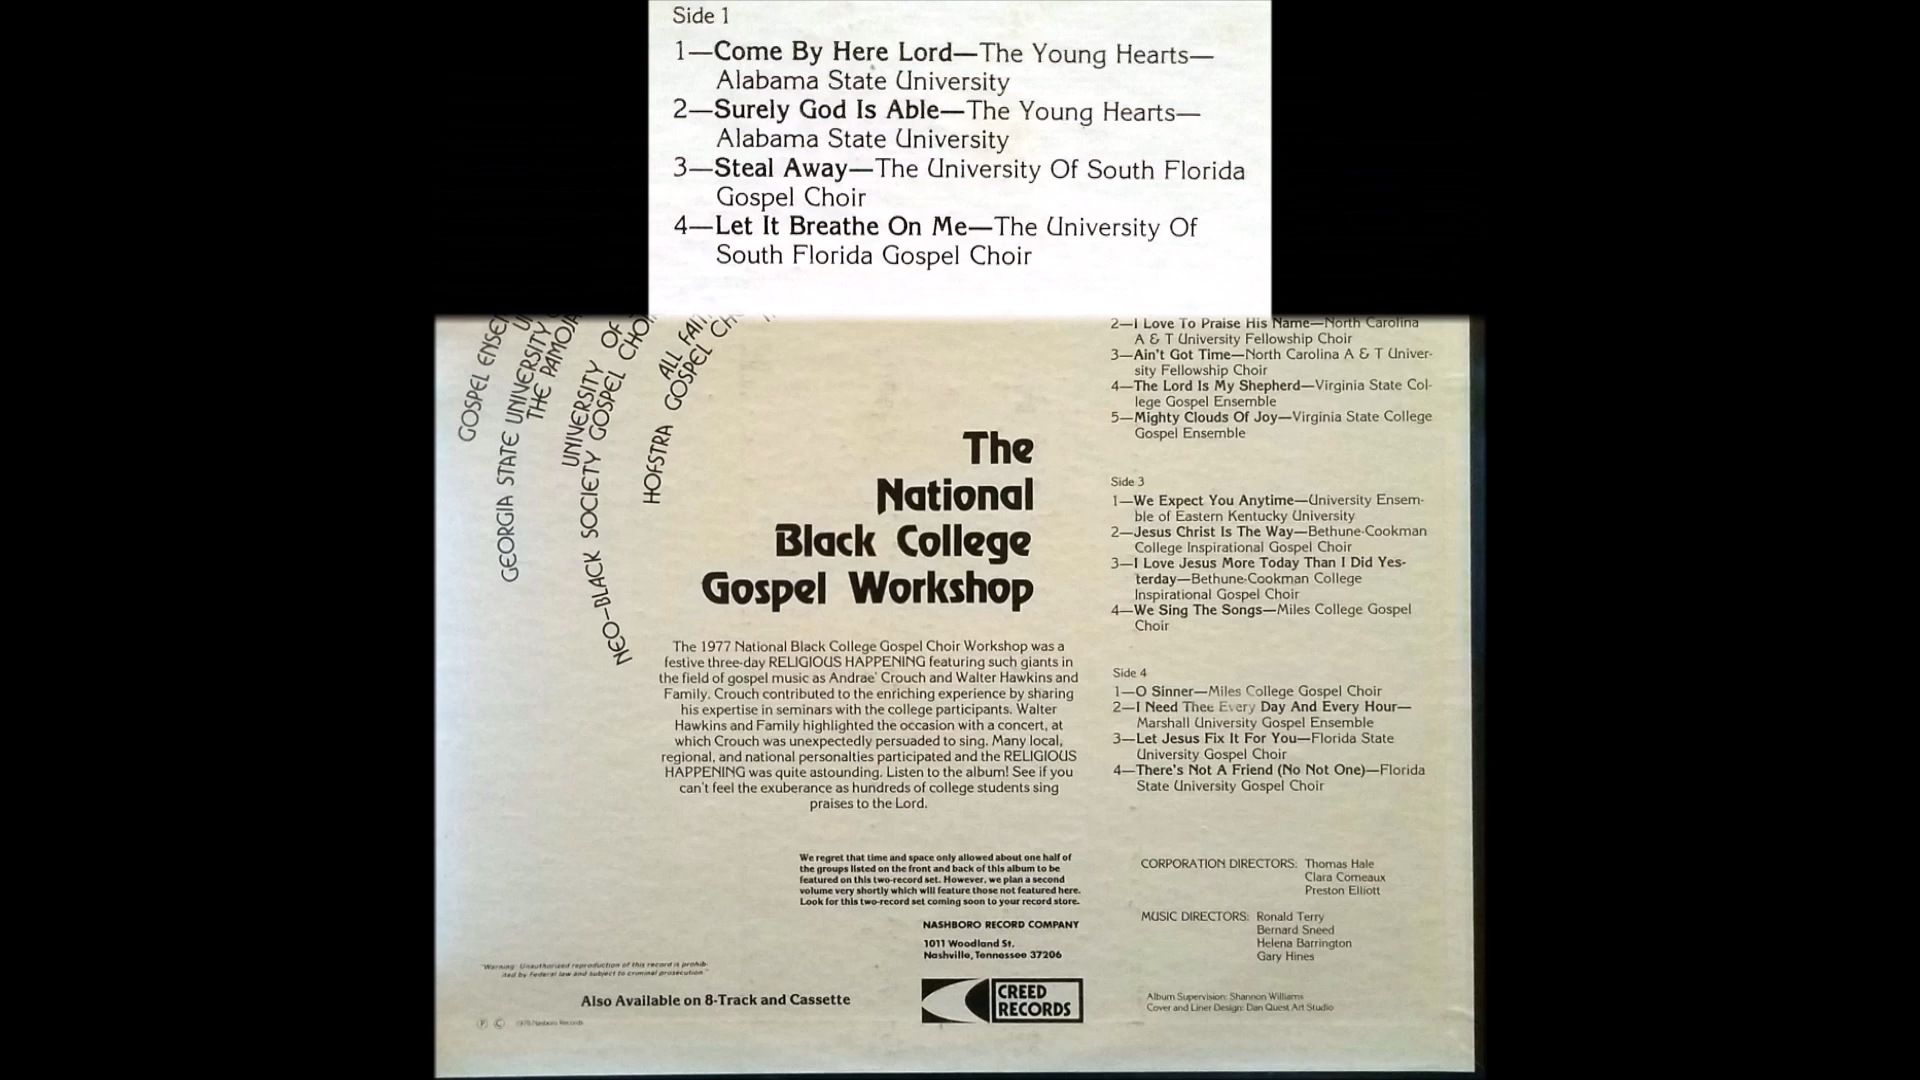 Side 1
1—Come By Here Lord—The Young Hearts—
Alabama State University
2—Surely God Is Able—The Young Hearts—
Alabama State University
3—Steal Away—The University Of South Florida
Gospel Choir
4—Let It Breathe On Me—The University Of
South Florida Gospel Choir
GOSPEL
GEORGIA STATE UNIVERSITY
THE PAMOJA
UNIVERSITY OF
NEO-BLACK SOCIETY GOSPEL
ALL
HOFSTRA GOSPEL
2—I Love To Praise His Name—North Carolina
A & T University Fellowship Choir
3—Ain't Got Time—North Carolina A & T Univer-
sity Fellowship Choir
4—The Lord Is My Shepherd—Virginia State Col-
lege Gospel Ensemble
5—Mighty Clouds Of Joy—Virginia State College
Gospel Ensemble
Side 3
1—We Expect You Anytime—University Ensem-
ble of Eastern Kentucky University
2—Jesus Christ Is The Way—Bethune-Cookman
College Inspirational Gospel Choir
3—I Love Jesus More Today Than I Did Yes-
terday—Bethune-Cookman College
Inspirational Gospel Choir
4—We Sing The Songs—Miles College Gospel
Choir
Side 4
1—O Sinner—Miles College Gospel Choir
2—I Need Thee Every Day And Every Hour—
Marshall University Gospel Ensemble
3—Let Jesus Fix It For You—Florida State
University Gospel Choir
4—There's Not A Friend (No Not One)—Florida
State University Gospel Choir
The
National
Black College
Gospel Workshop
The 1977 National Black College Gospel Choir Workshop was a
festive three-day RELIGIOUS HAPPENING featuring such giants in
the field of gospel music as Andrae' Crouch and Walter Hawkins and
Family. Crouch contributed to the enriching experience by sharing
his expertise in seminars with the college participants. Walter
Hawkins and Family highlighted the occasion with a concert, at
which Crouch was unexpectedly persuaded to sing. Many local,
regional, and national personalties participated and the RELIGIOUS
HAPPENING was quite astounding. Listen to the album! See if you
can't feel the exuberance as hundreds of college students sing
praises to the Lord.
We regret that time and space only allowed about one half of
the groups listed on the front and back of this album to be
featured on this two-record set. However, we plan a second
volume very shortly which will feature those not featured here.
Look for this two-record set coming soon to your record store.
NASHBORO RECORD COMPANY
1011 Woodland St.
Nashville, Tennessee 37206
CORPORATION DIRECTORS: Thomas Hale
Clara Comeaux
Preston Elliott
MUSIC DIRECTORS: Ronald Terry
Bernard Sneed
Helena Barrington
Gary Hines
"Warning: Unauthorized reproduction of this record is prohib-
ited by Federal law and subject to criminal prosecution."
Also Available on 8-Track and Cassette
CREED
RECORDS
Album Supervision: Shannon Williams
Cover and Liner Design: Dan Quest Art Studio
Ⓟ © 1978 Nashboro Records